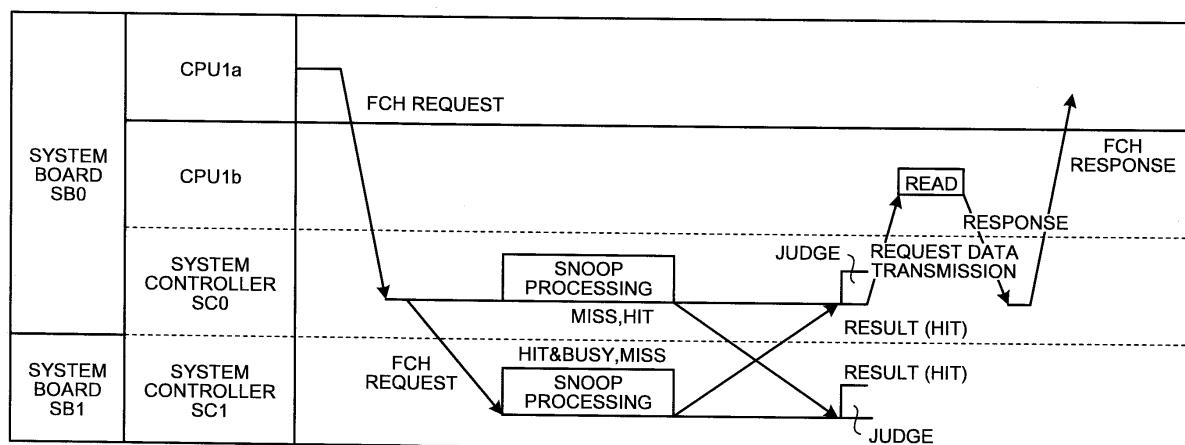 CPU1a
FCH REQUEST
SYSTEM
BOARD
SB0
CPU1b
READ
FCH
RESPONSE
RESPONSE
SYSTEM
CONTROLLER
SC0
SNOOP
PROCESSING
MISS,HIT
JUDGE
REQUEST DATA
TRANSMISSION
RESULT (HIT)
SYSTEM
BOARD
SB1
SYSTEM
CONTROLLER
SC1
FCH
REQUEST
HIT&BUSY,MISS
SNOOP
PROCESSING
RESULT (HIT)
JUDGE